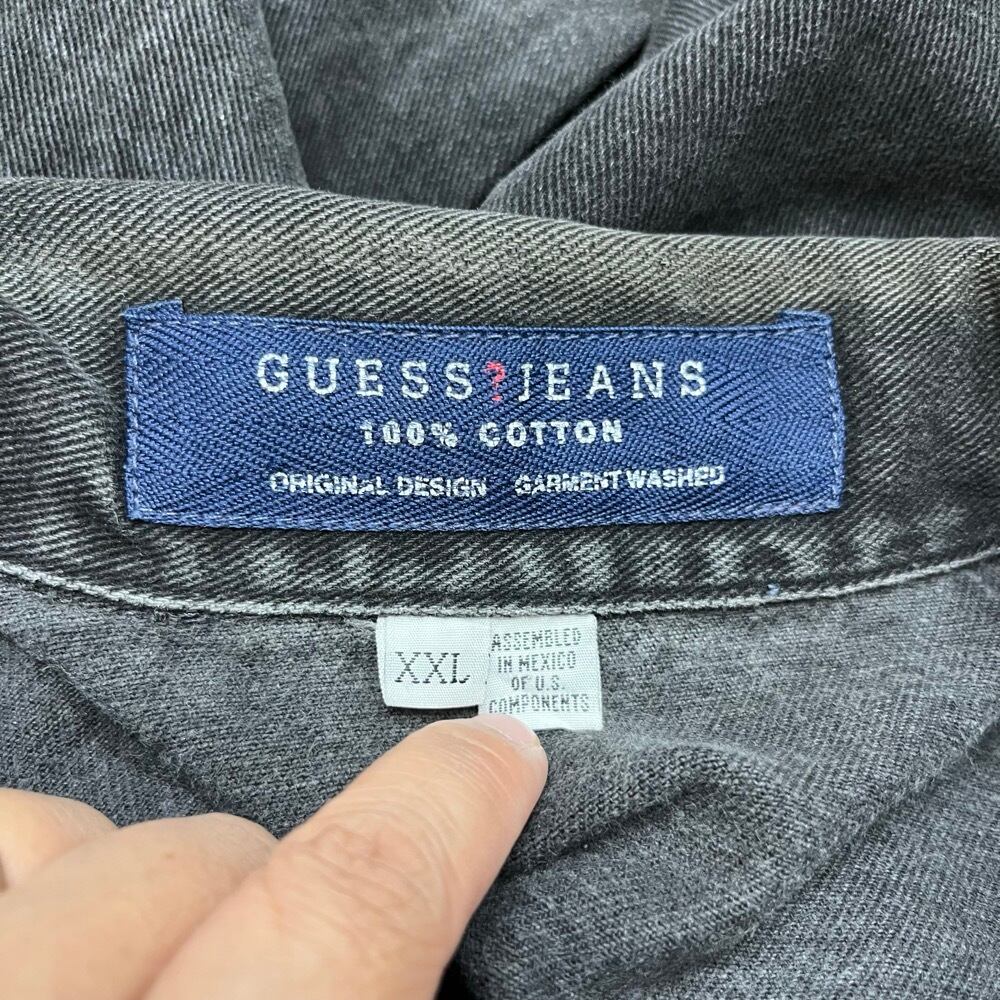 GUESS?JEANS
100% COTTON
ORIGINAL DESIGN GARMENT WASHED
XXL
ASSEMBLED
IN MEXICO
OF U.S.
COMPONENTS